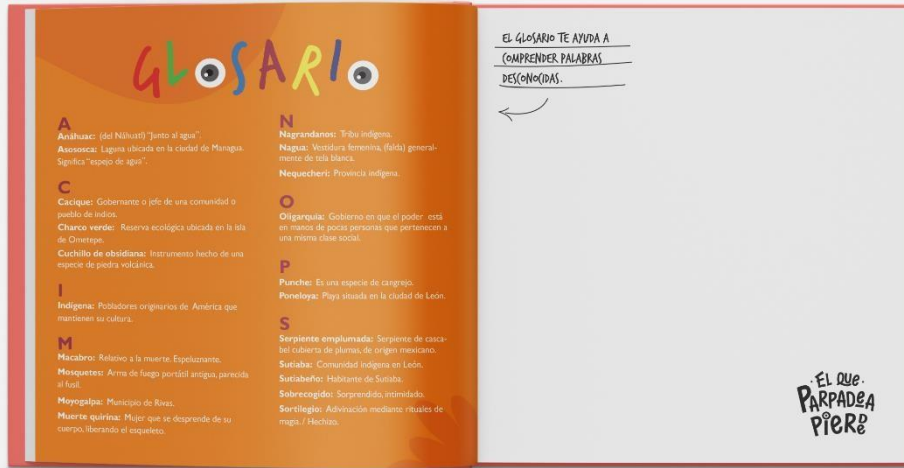 GLOSARIO
A
Anáhuac: (del Náhuatl) "Junto al agua".
Asososca: Laguna ubicada en la ciudad de Managua.
Significa "espejo de agua".
C
Cacique: Gobernante o jefe de una comunidad o
pueblo de indios.
Charco verde: Reserva ecológica ubicada en la isla
de Ometepe.
Cuchillo de obsidiana: Instrumento hecho de una
especie de piedra volcánica.
I
Indígena: Pobladores originarios de América que
mantienen su cultura.
M
Macabro: Relativo a la muerte. Espeluznante.
Mosquetes: Arma de fuego portátil antigua, parecida
al fusil.
Moyogalpa: Municipio de Rivas.
Muerte quirina: Mujer que se desprende de su
cuerpo, liberando el esqueleto.
N
Nagrandanos: Tribu indígena.
Nagua: Vestidura femenina, (falda) general-
mente de tela blanca.
Nequecheri: Provincia indígena.
O
Oligarquía: Gobierno en que el poder está
en manos de pocas personas que pertenecen a
una misma clase social.
P
Punche: Es una especie de cangrejo.
Poneloya: Playa situada en la ciudad de León.
S
Serpiente emplumada: Serpiente de casca-
bel cubierta de plumas, de origen mexicano.
Sutiaba: Comunidad indígena en León.
Sutiabeño: Habitante de Sutiaba.
Sobrecogido: Sorprendido, intimidado.
Sortilegio: Adivinación mediante rituales de
magia. / Hechizo.
EL GLOSARIO TE AYUDA A
COMPRENDER PALABRAS
DESCONOCIDAS.
EL QUE
PARPADEA
PIERDE